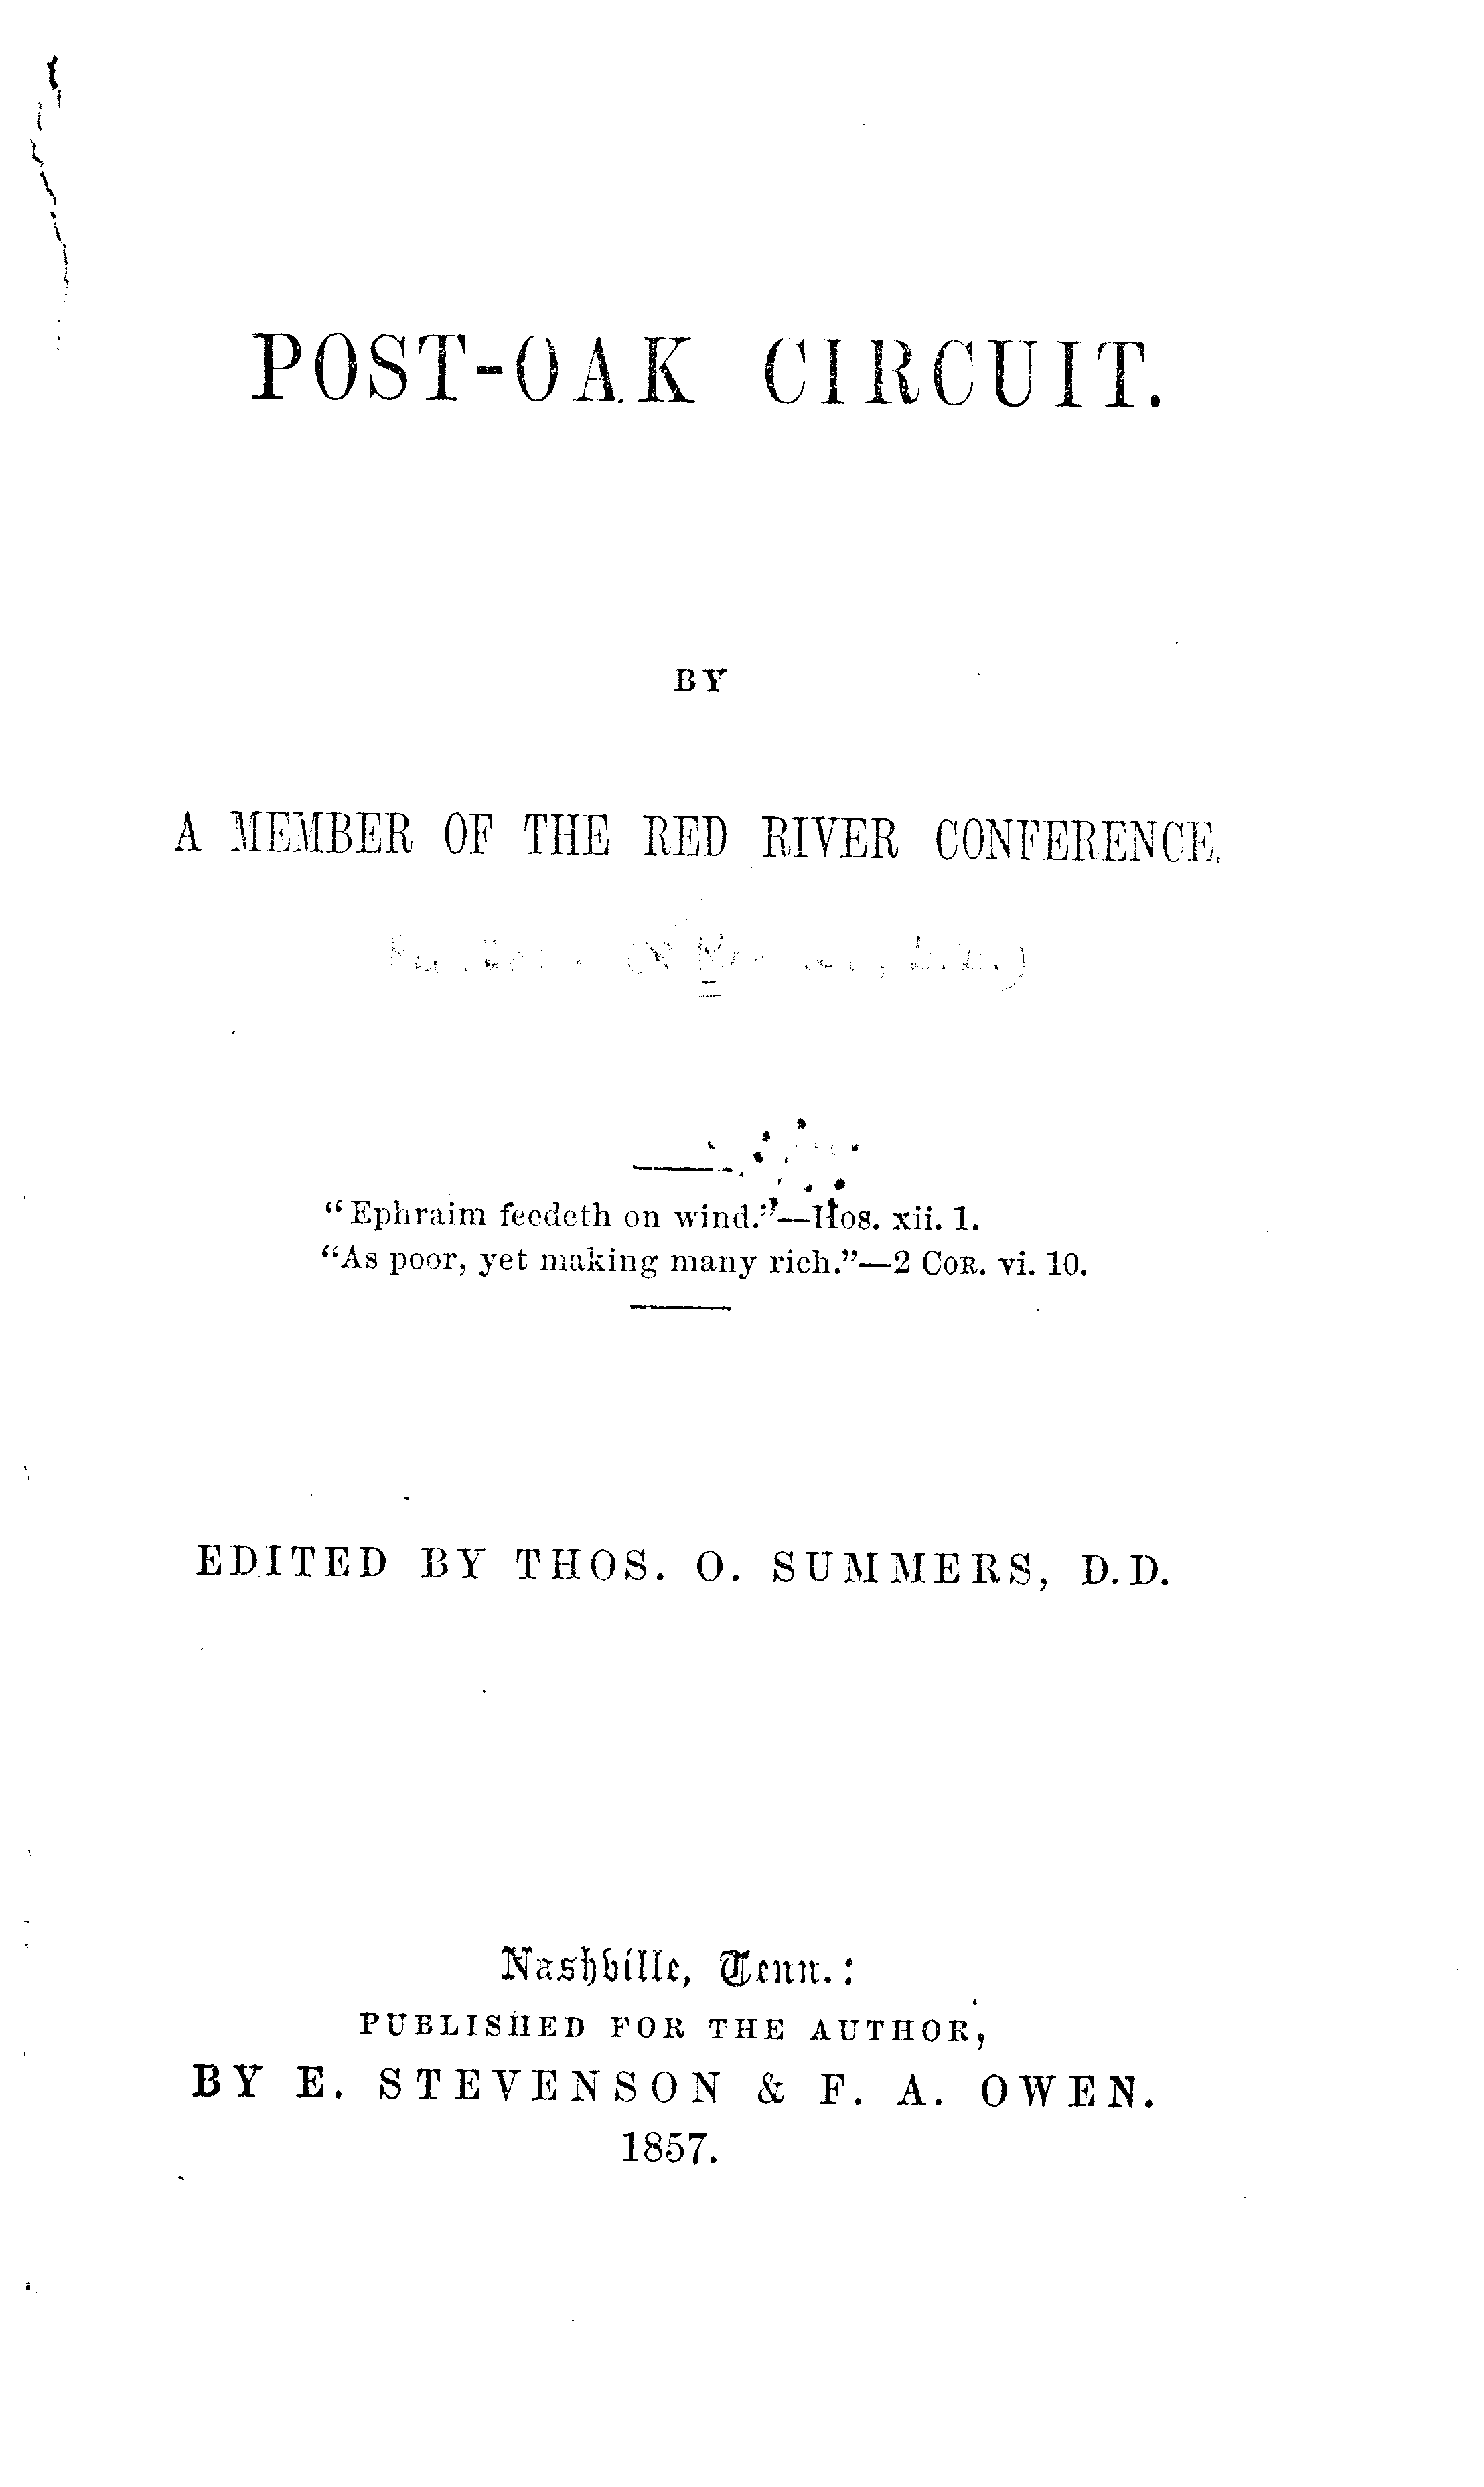 POST-OAK CIRCUIT.
BY
A MEMBER OF THE RED RIVER CONFERENCE.
"Ephraim feedeth on wind."—Hos. xii. 1.
"As poor, yet making many rich."—2 COR. vi. 10.
EDITED BY THOS. O. SUMMERS, D.D.
Nashville, Tenn.:
PUBLISHED FOR THE AUTHOR,
BY E. STEVENSON & F. A. OWEN.
1857.